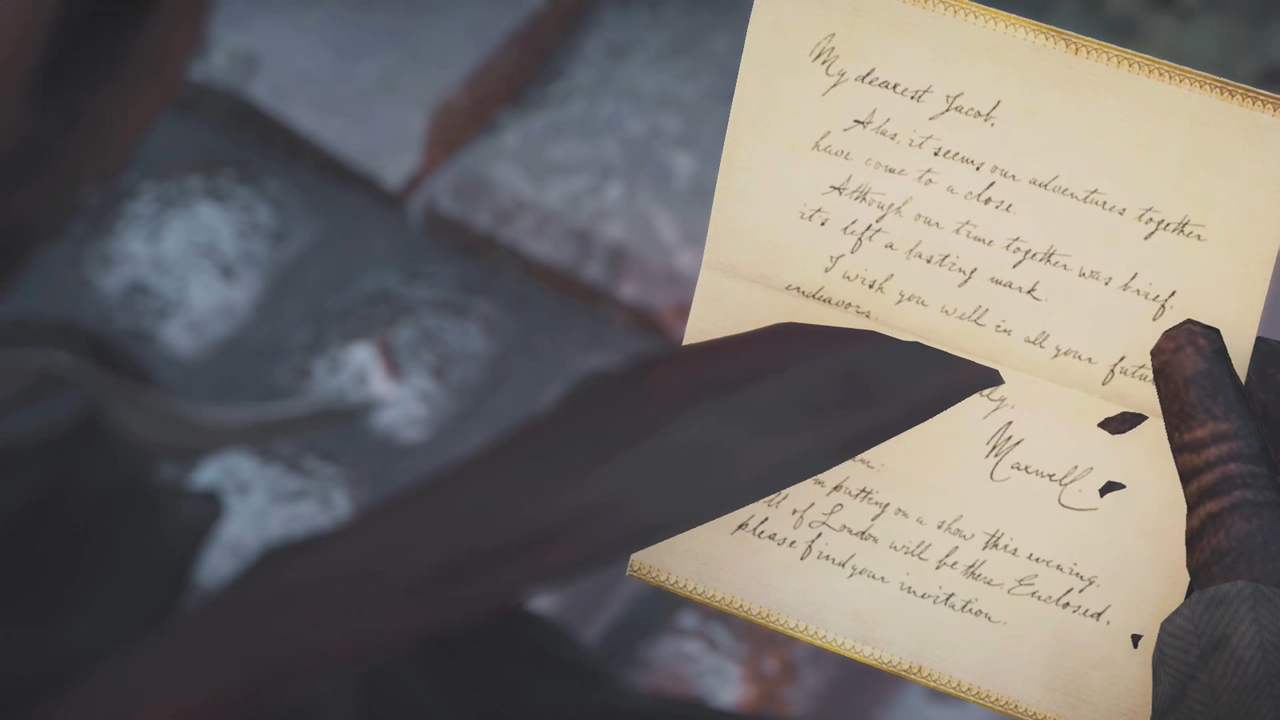 My dearest Jacob,
Alas, it seems our adventures together
have come to a close.
Although our time together was brief,
it's left a lasting mark.
I wish you well in all your futu
endeavors.
ly,
Maxwell.
m:
m putting on a show this evening.
ll of London will be there. Enclosed,
please find your invitation.